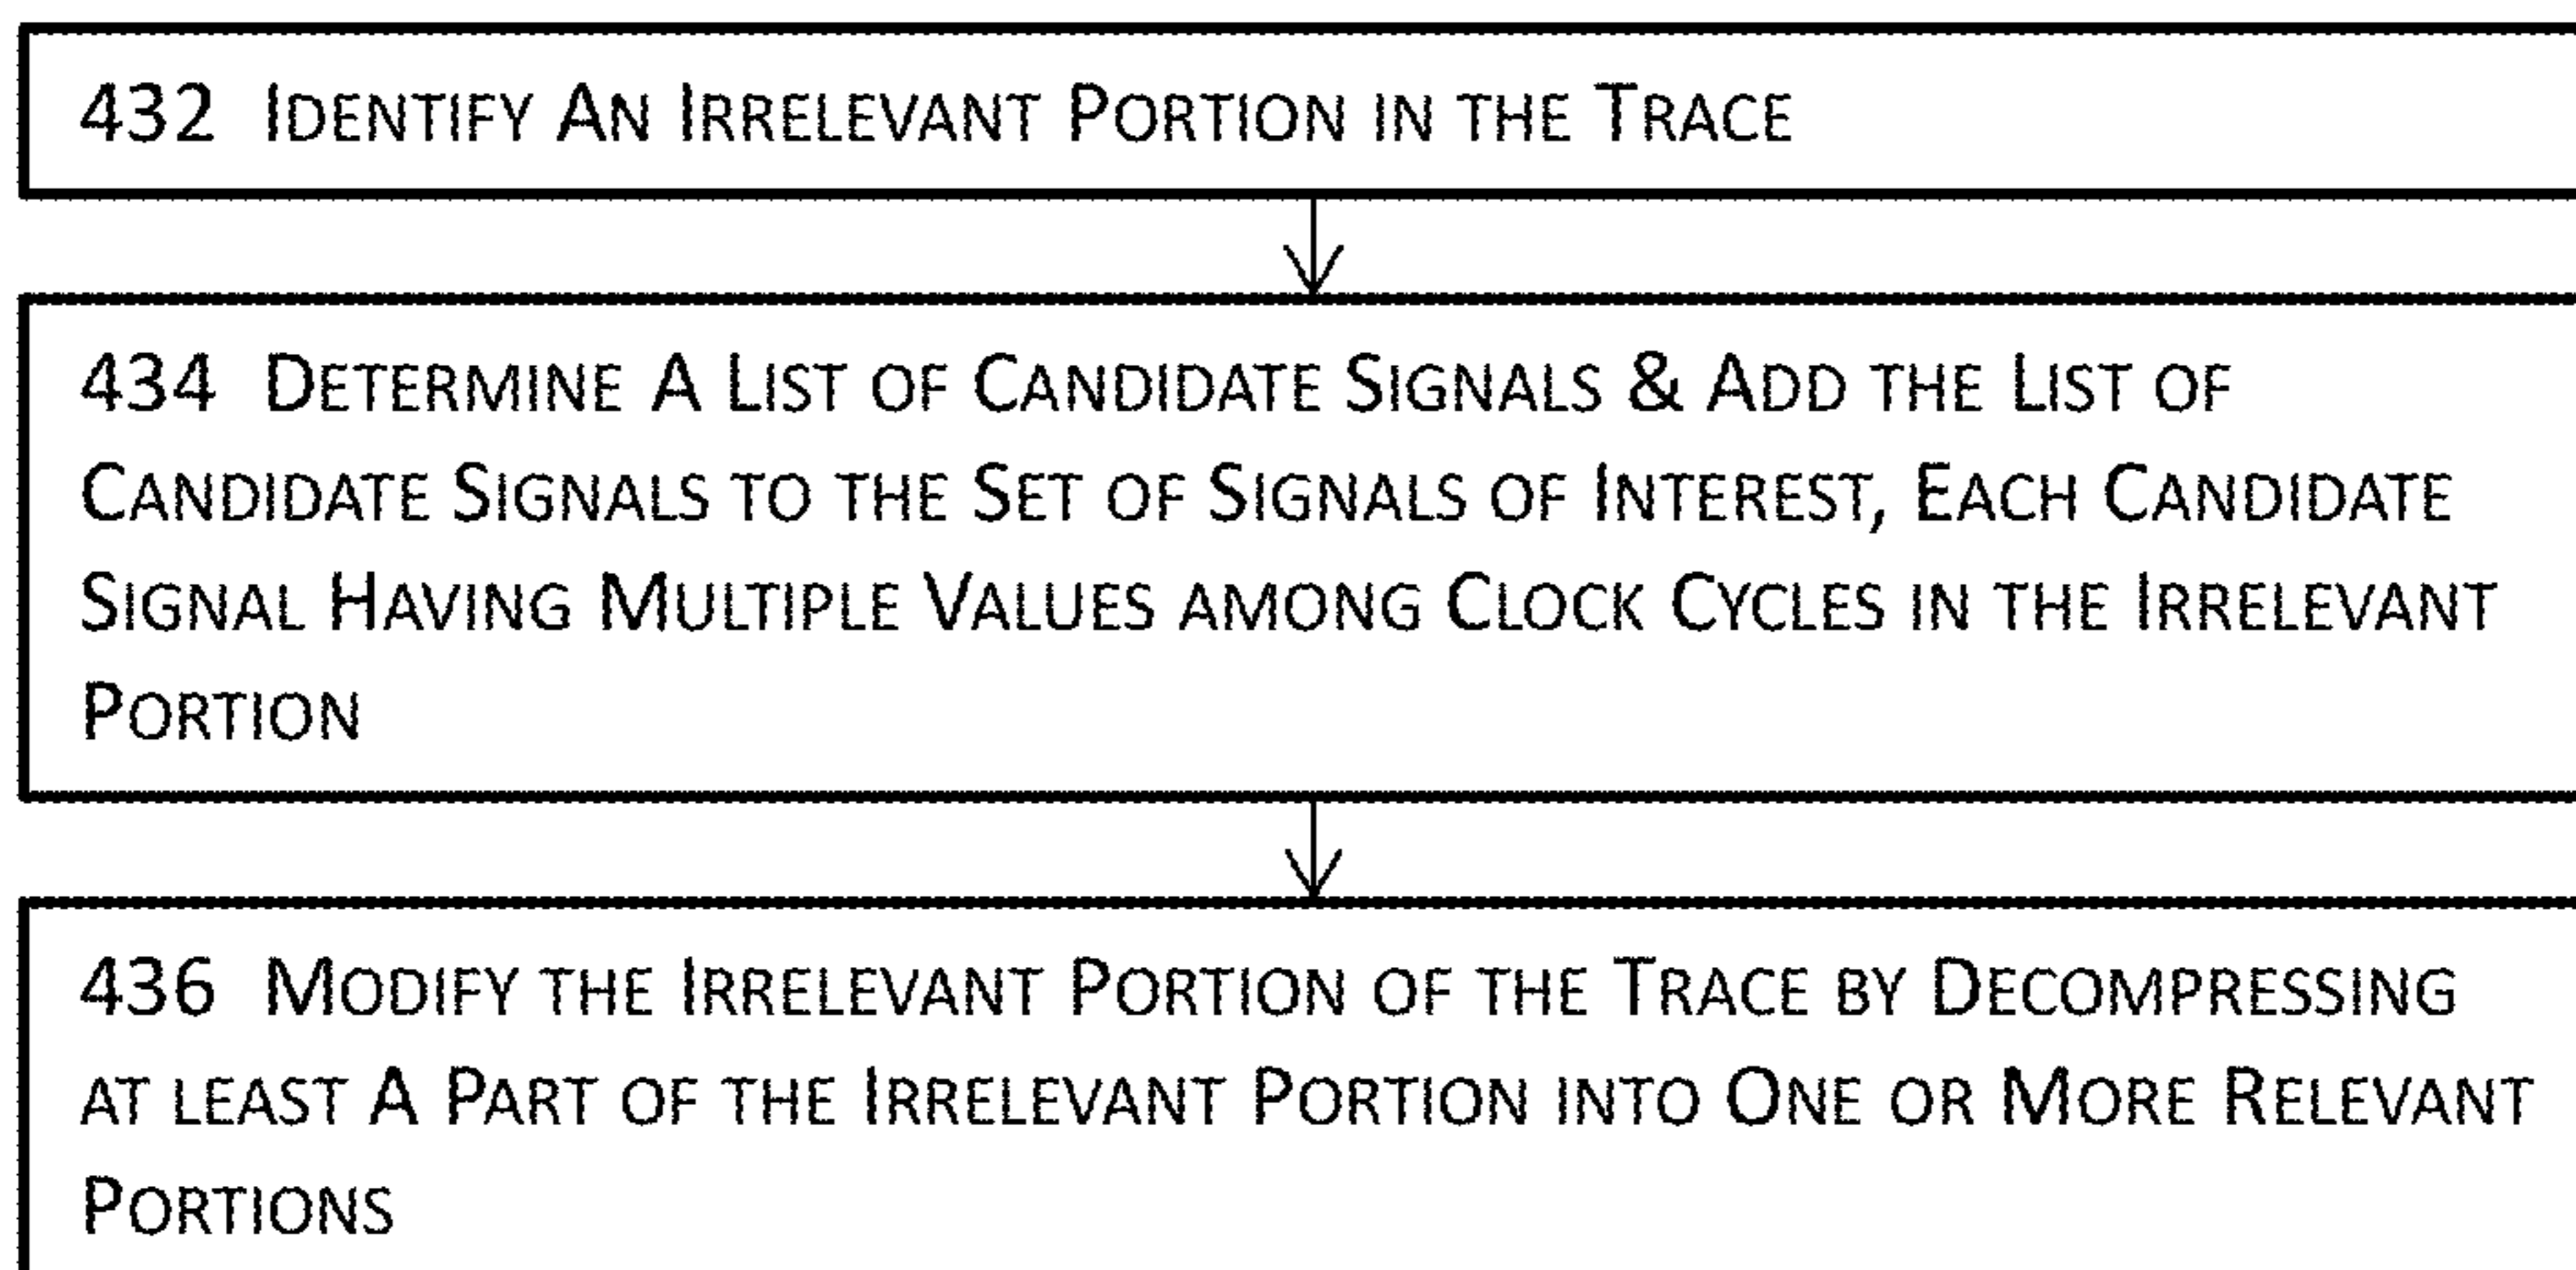 432 Identify An Irrelevant Portion in the Trace
434 Determine A List of Candidate Signals & Add the List of
Candidate Signals to the Set of Signals of Interest, Each Candidate
Signal Having Multiple Values among Clock Cycles in the Irrelevant
Portion
436 Modify the Irrelevant Portion of the Trace by Decompressing
at least A Part of the Irrelevant Portion into One or More Relevant
Portions